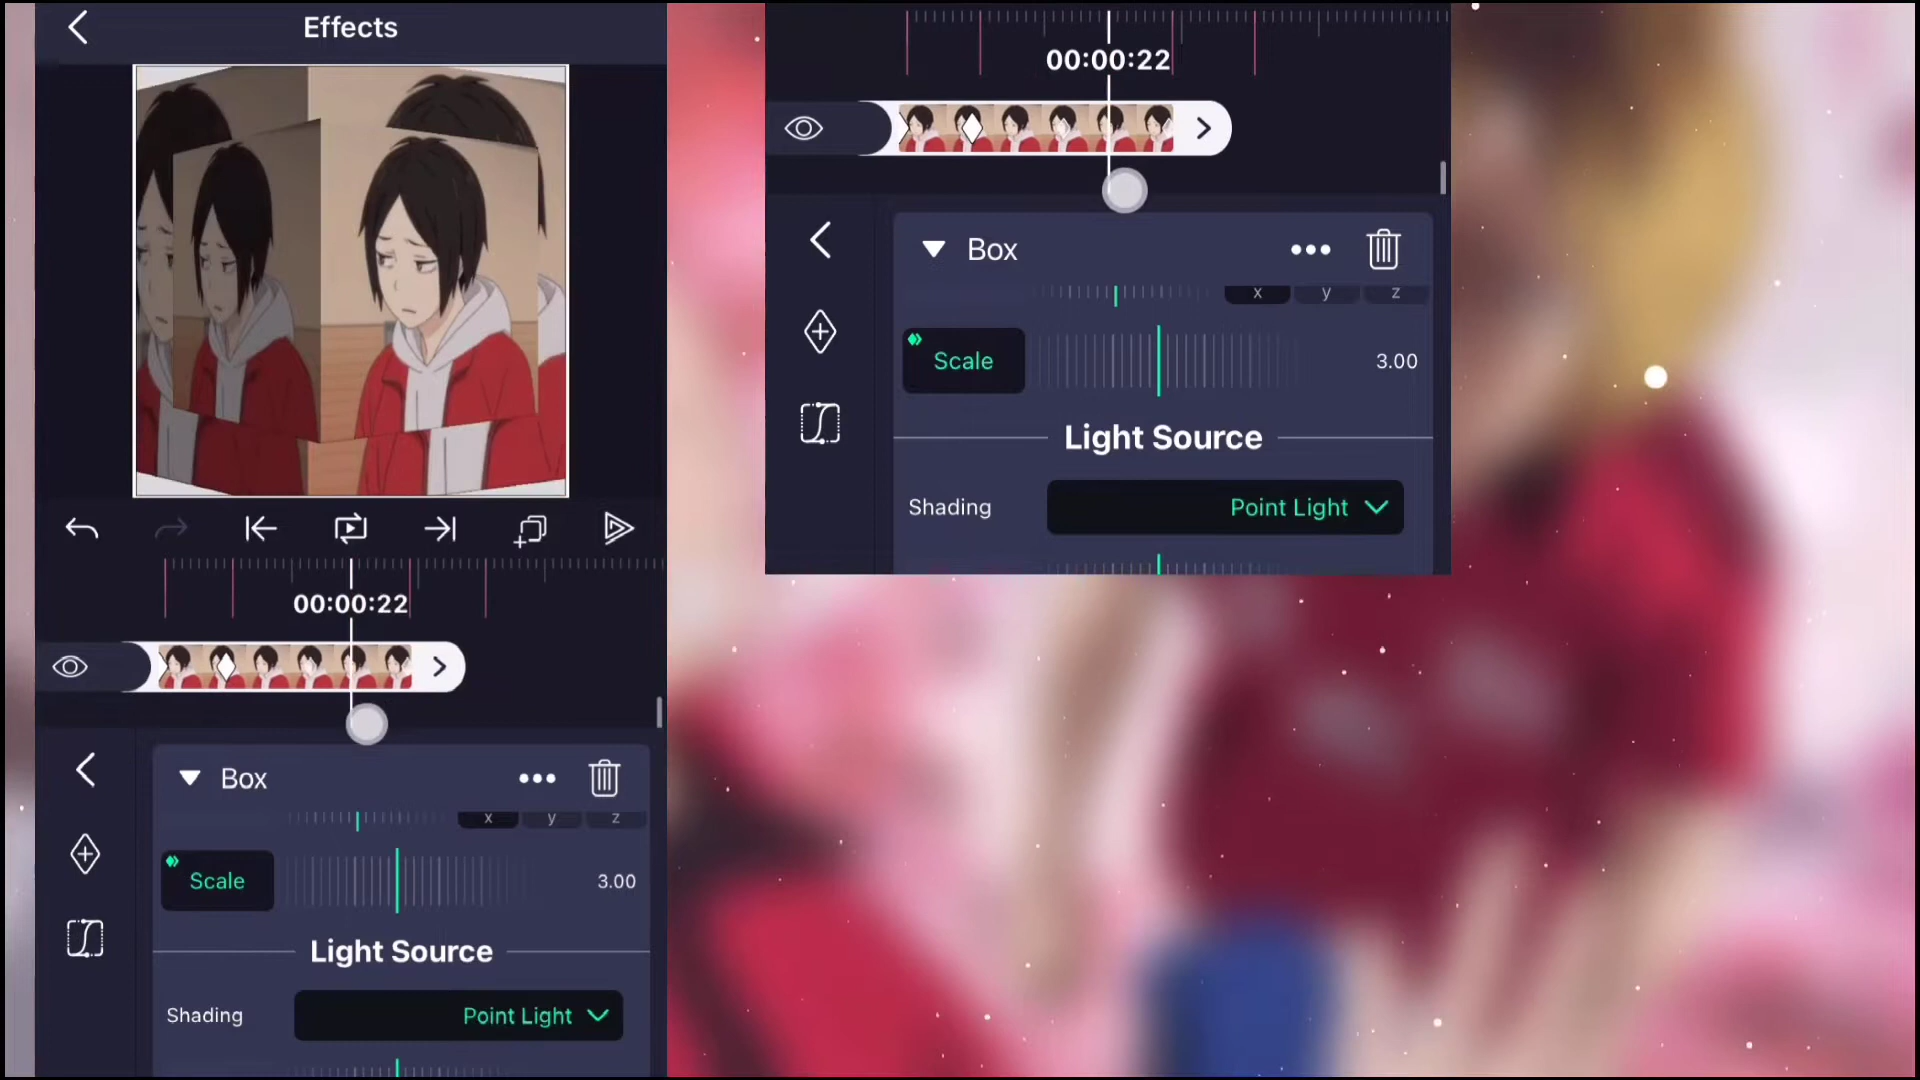 Effects
00:00:22
Box
x y z
Scale 3.00
Light Source
Shading Point Light
00:00:22
Box
x y z
Scale 3.00
Light Source
Shading Point Light